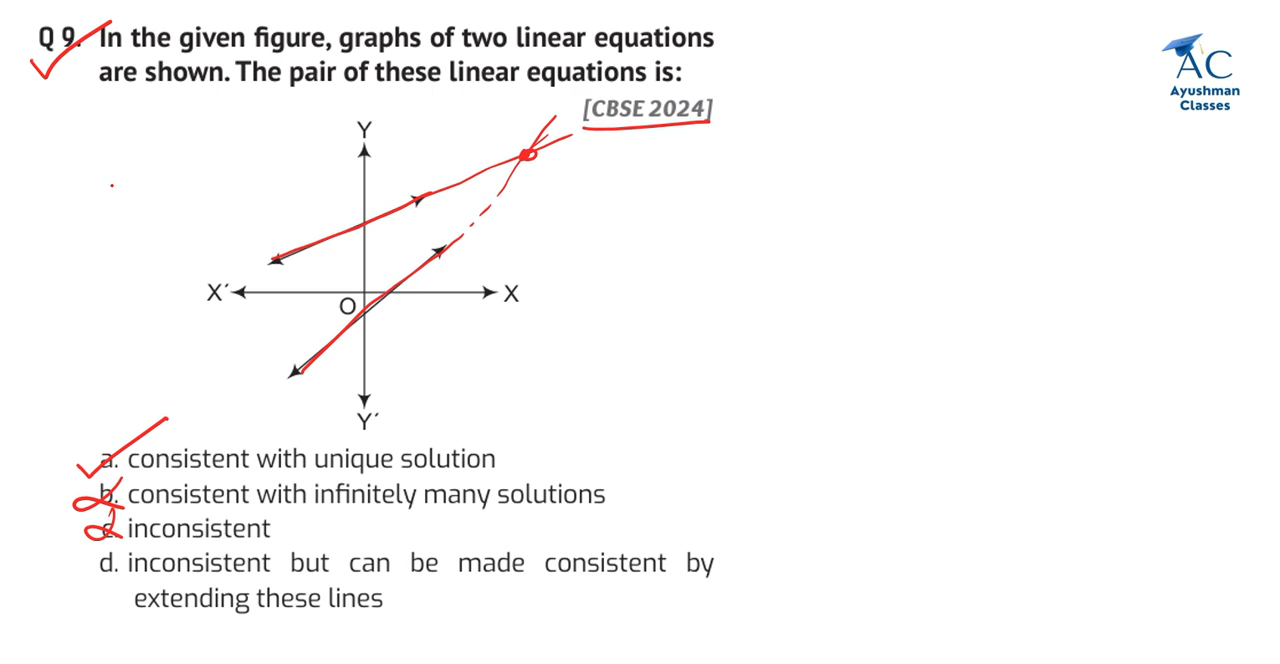 Q 9. In the given figure, graphs of two linear equations
are shown. The pair of these linear equations is:
[CBSE 2024]
AC
Ayushman
Classes
Y
X′
O
X
Y′
a. consistent with unique solution
b. consistent with infinitely many solutions
c. inconsistent
d. inconsistent but can be made consistent by
extending these lines